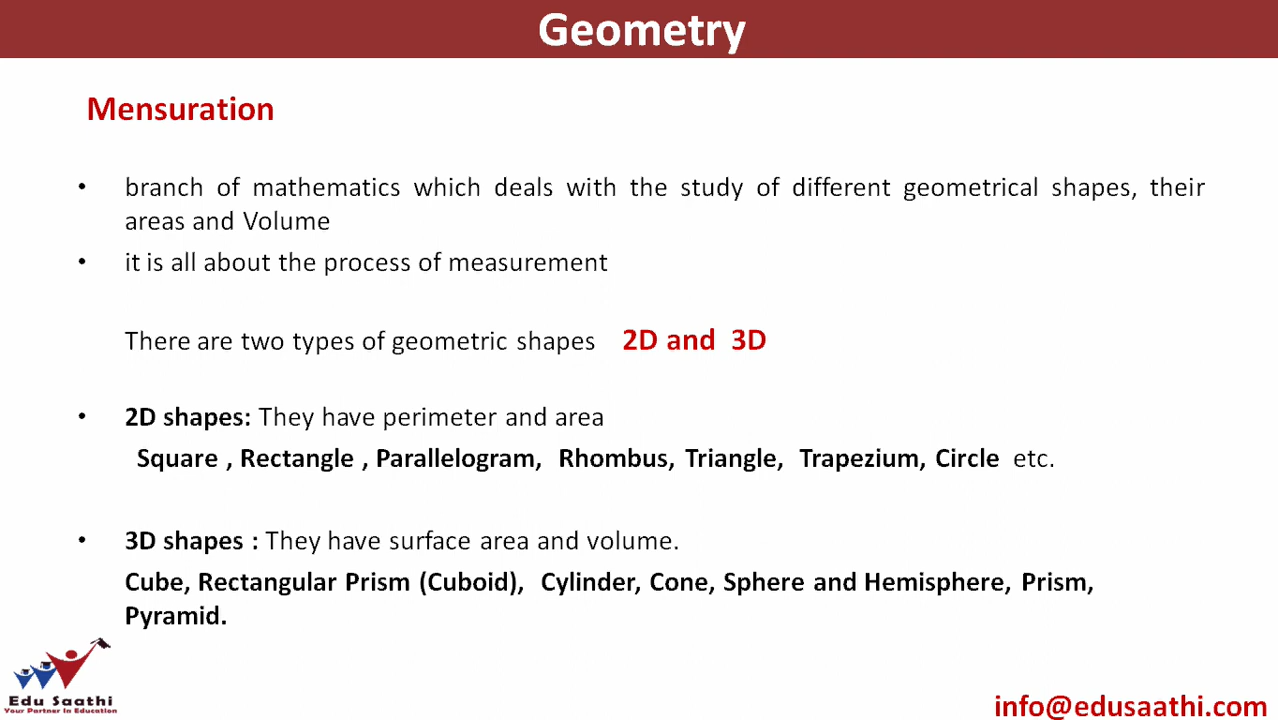 Geometry
Mensuration
• branch of mathematics which deals with the study of different geometrical shapes, their
areas and Volume
• it is all about the process of measurement
There are two types of geometric shapes 2D and 3D
• 2D shapes: They have perimeter and area
Square , Rectangle , Parallelogram, Rhombus, Triangle, Trapezium, Circle etc.
• 3D shapes : They have surface area and volume.
Cube, Rectangular Prism (Cuboid), Cylinder, Cone, Sphere and Hemisphere, Prism,
Pyramid.
Edu Saathi
Your Partner In Education
info@edusaathi.com